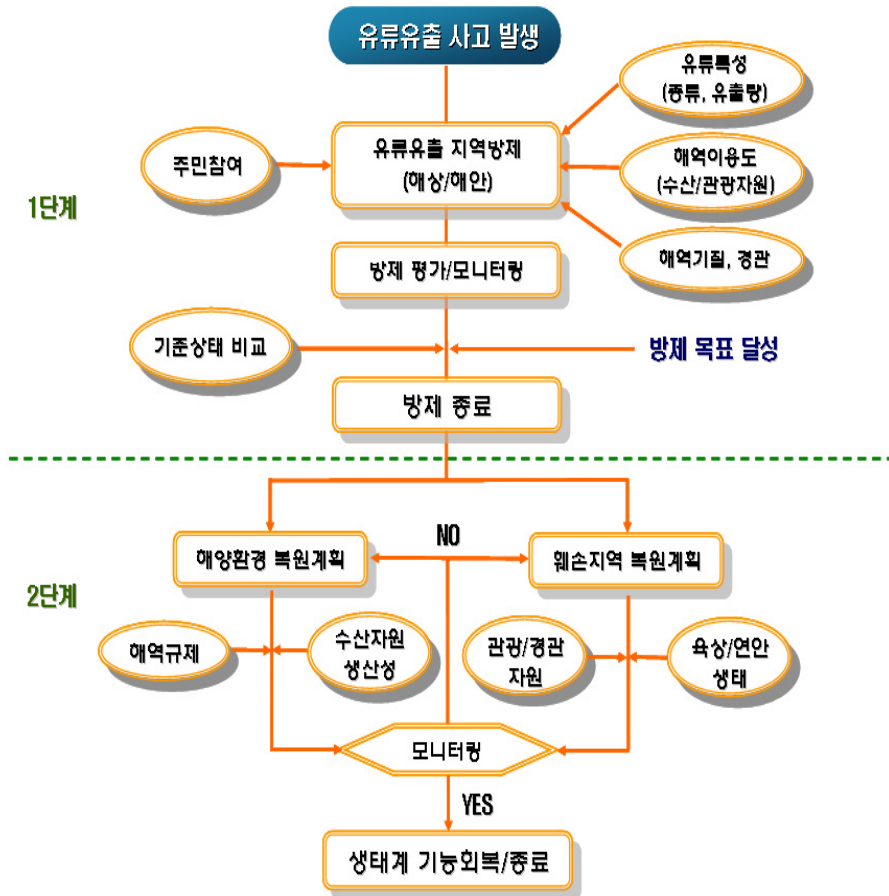 유류유출 사고 발생
유류특성
(종류, 유출량)
주민참여
유류유출 지역방제
(해상/해안)
해역이용도
(수산/관광자원)
1단계
해역기질, 경관
방제 평가/모니터링
기준상태 비교
방제 목표 달성
방제 종료
NO
해양환경 복원계획
훼손지역 복원계획
2단계
해역규제
수산자원
생산성
관광/경관
자원
육상/연안
생태
모니터링
YES
생태계 기능회복/종료